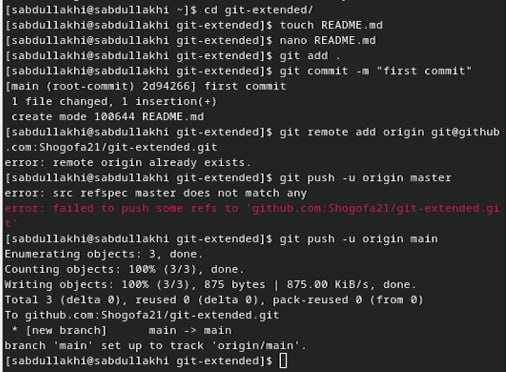 [sabdullakhi@sabdullakhi ~]$ cd git-extended/
[sabdullakhi@sabdullakhi git-extended]$ touch README.md
[sabdullakhi@sabdullakhi git-extended]$ nano README.md
[sabdullakhi@sabdullakhi git-extended]$ git add .
[sabdullakhi@sabdullakhi git-extended]$ git commit -m "first commit"
[main (root-commit) 2d94266] first commit
 1 file changed, 1 insertion(+)
 create mode 100644 README.md
[sabdullakhi@sabdullakhi git-extended]$ git remote add origin git@github
.com:Shogofa21/git-extended.git
error: remote origin already exists.
[sabdullakhi@sabdullakhi git-extended]$ git push -u origin master
error: src refspec master does not match any
error: failed to push some refs to 'github.com:Shogofa21/git-extended.gi
t'
[sabdullakhi@sabdullakhi git-extended]$ git push -u origin main
Enumerating objects: 3, done.
Counting objects: 100% (3/3), done.
Writing objects: 100% (3/3), 875 bytes | 875.00 KiB/s, done.
Total 3 (delta 0), reused 0 (delta 0), pack-reused 0 (from 0)
To github.com:Shogofa21/git-extended.git
 * [new branch]      main -> main
branch 'main' set up to track 'origin/main'.
[sabdullakhi@sabdullakhi git-extended]$